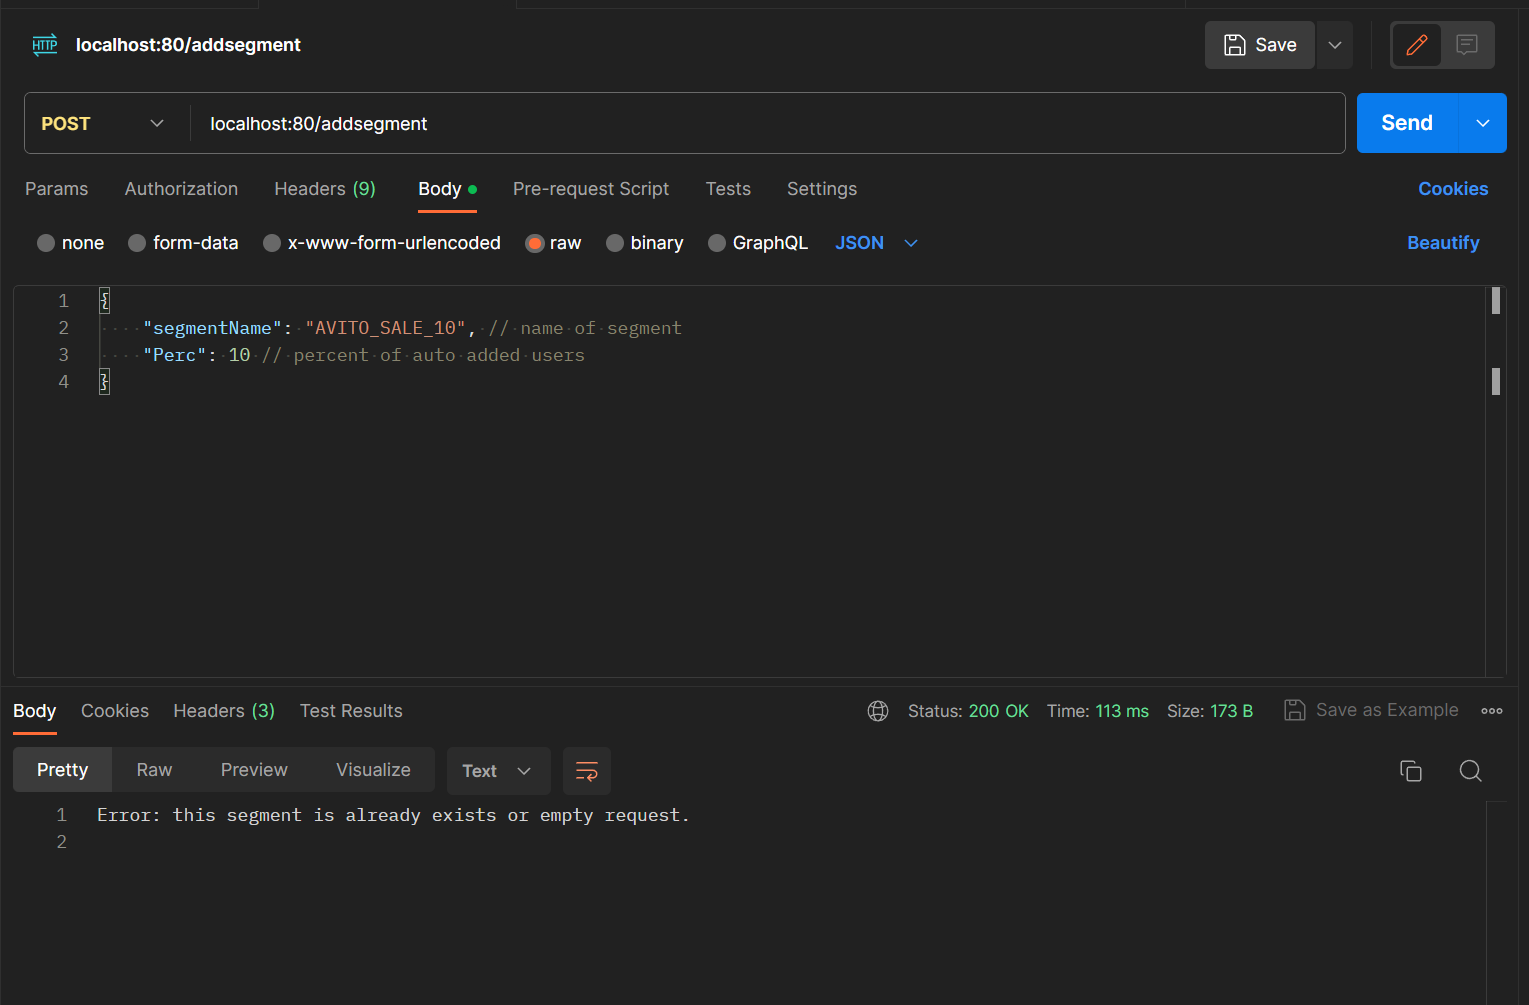 HTTP localhost:80/addsegment Save
POST localhost:80/addsegment Send
Params Authorization Headers (9) Body Pre-request Script Tests Settings Cookies
none form-data x-www-form-urlencoded raw binary GraphQL JSON Beautify
1 {
2 "segmentName": "AVITO_SALE_10", // name of segment
3 "Perc": 10 // percent of auto added users
4 }
Body Cookies Headers (3) Test Results Status: 200 OK Time: 113 ms Size: 173 B Save as Example
Pretty Raw Preview Visualize Text
1 Error: this segment is already exists or empty request.
2